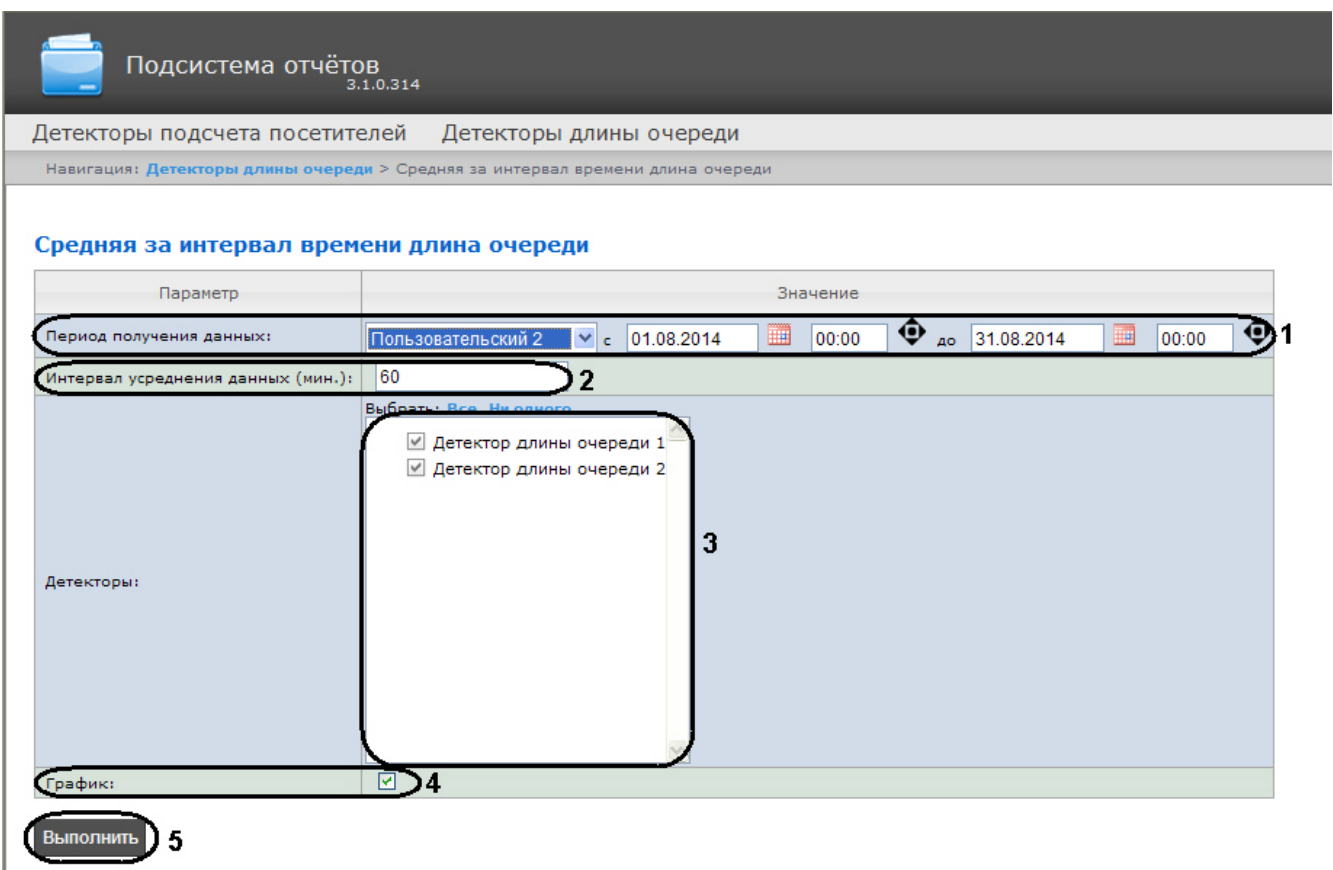 Подсистема отчётов
3.1.0.314
Детекторы подсчета посетителей Детекторы длины очереди
Навигация: Детекторы длины очереди > Средняя за интервал времени длина очереди
Средняя за интервал времени длина очереди
Параметр Значение
Период получения данных: Пользовательский 2 с 01.08.2014 00:00 до 31.08.2014 00:00 1
Интервал усреднения данных (мин.): 60 2
Выбрать: Все Ни одного
Детектор длины очереди 1
Детектор длины очереди 2
3
Детекторы:
График: 4
Выполнить 5